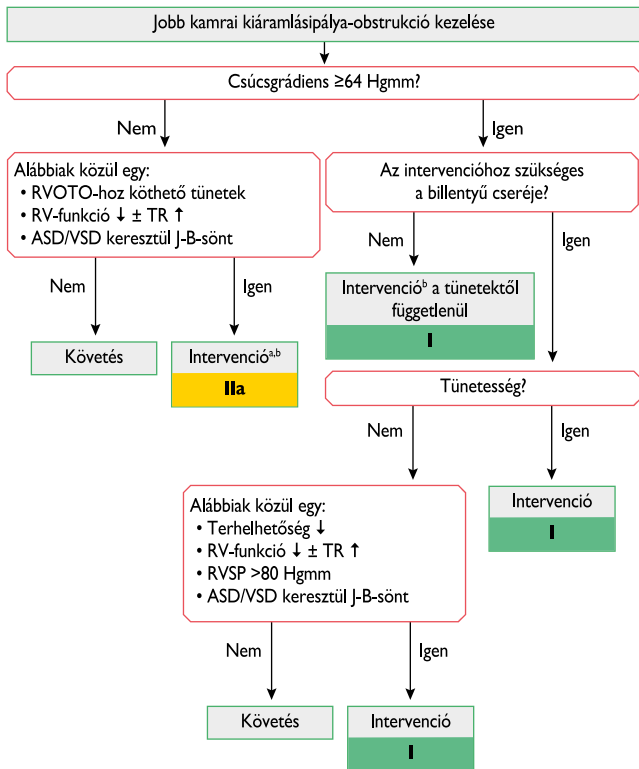 Jobb kamrai kiáramlásipálya-obstrukció kezelése
Csúcsgrádiens ≥64 Hgmm?
Nem
Igen
Alábbiak közül egy:
• RVOTO-hoz köthető tünetek
• RV-funkció ↓ ± TR ↑
• ASD/VSD keresztül J-B-sönt
Az intervencióhoz szükséges
a billentyű cseréje?
Nem
Igen
Nem
Igen
Követés
Intervencióᵃ,ᵇ
IIa
Intervencióᵇ a tünetektől
függetlenül
I
Tünetesség?
Nem
Igen
Alábbiak közül egy:
• Terhelhetőség ↓
• RV-funkció ↓ ± TR ↑
• RVSP >80 Hgmm
• ASD/VSD keresztül J-B-sönt
Intervenció
I
Nem
Igen
Követés
Intervenció
I